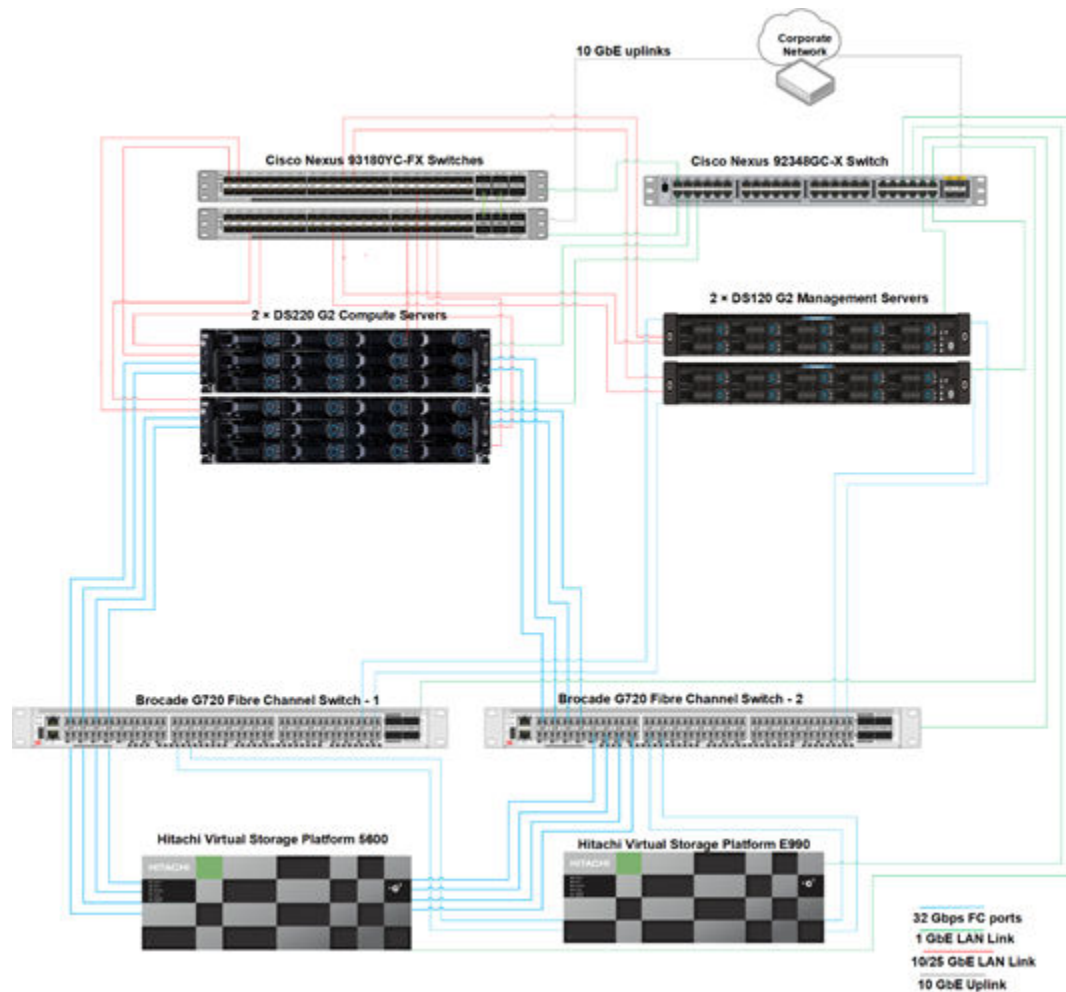 Corporate
Network
10 GbE uplinks
Cisco Nexus 93180YC-FX Switches
Cisco Nexus 92348GC-X Switch
2 × DS220 G2 Compute Servers
2 × DS120 G2 Management Servers
Brocade G720 Fibre Channel Switch - 1
Brocade G720 Fibre Channel Switch - 2
Hitachi Virtual Storage Platform 5600
Hitachi Virtual Storage Platform E990
HITACHI
HITACHI
32 Gbps FC ports
1 GbE LAN Link
10/25 GbE LAN Link
10 GbE Uplink